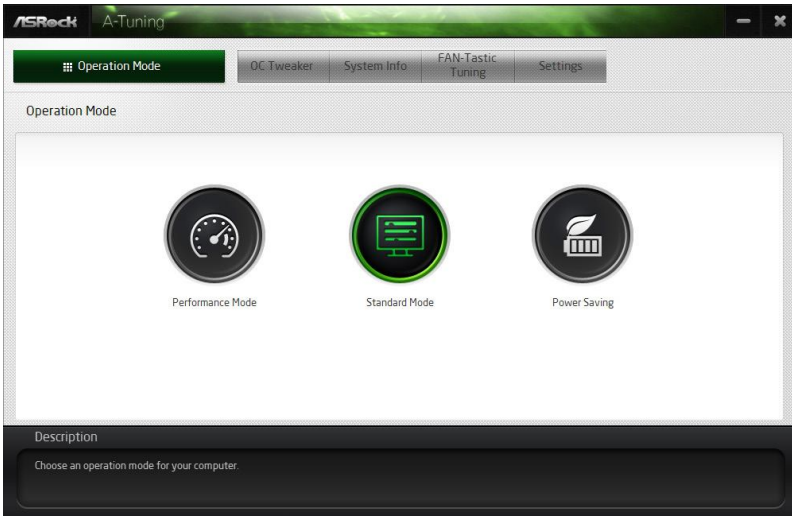 ASRock A-Tuning
Operation Mode OC Tweaker System Info FAN-Tastic
Tuning Settings
Operation Mode
Performance Mode Standard Mode Power Saving
Description
Choose an operation mode for your computer.